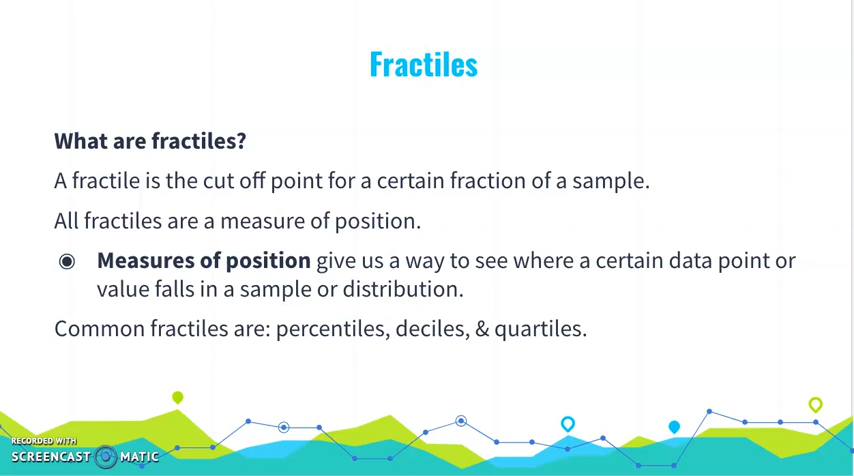 Fractiles
What are fractiles?
A fractile is the cut off point for a certain fraction of a sample.
All fractiles are a measure of position.
◉ Measures of position give us a way to see where a certain data point or
value falls in a sample or distribution.
Common fractiles are: percentiles, deciles, & quartiles.
RECORDED WITH
SCREENCAST MATIC